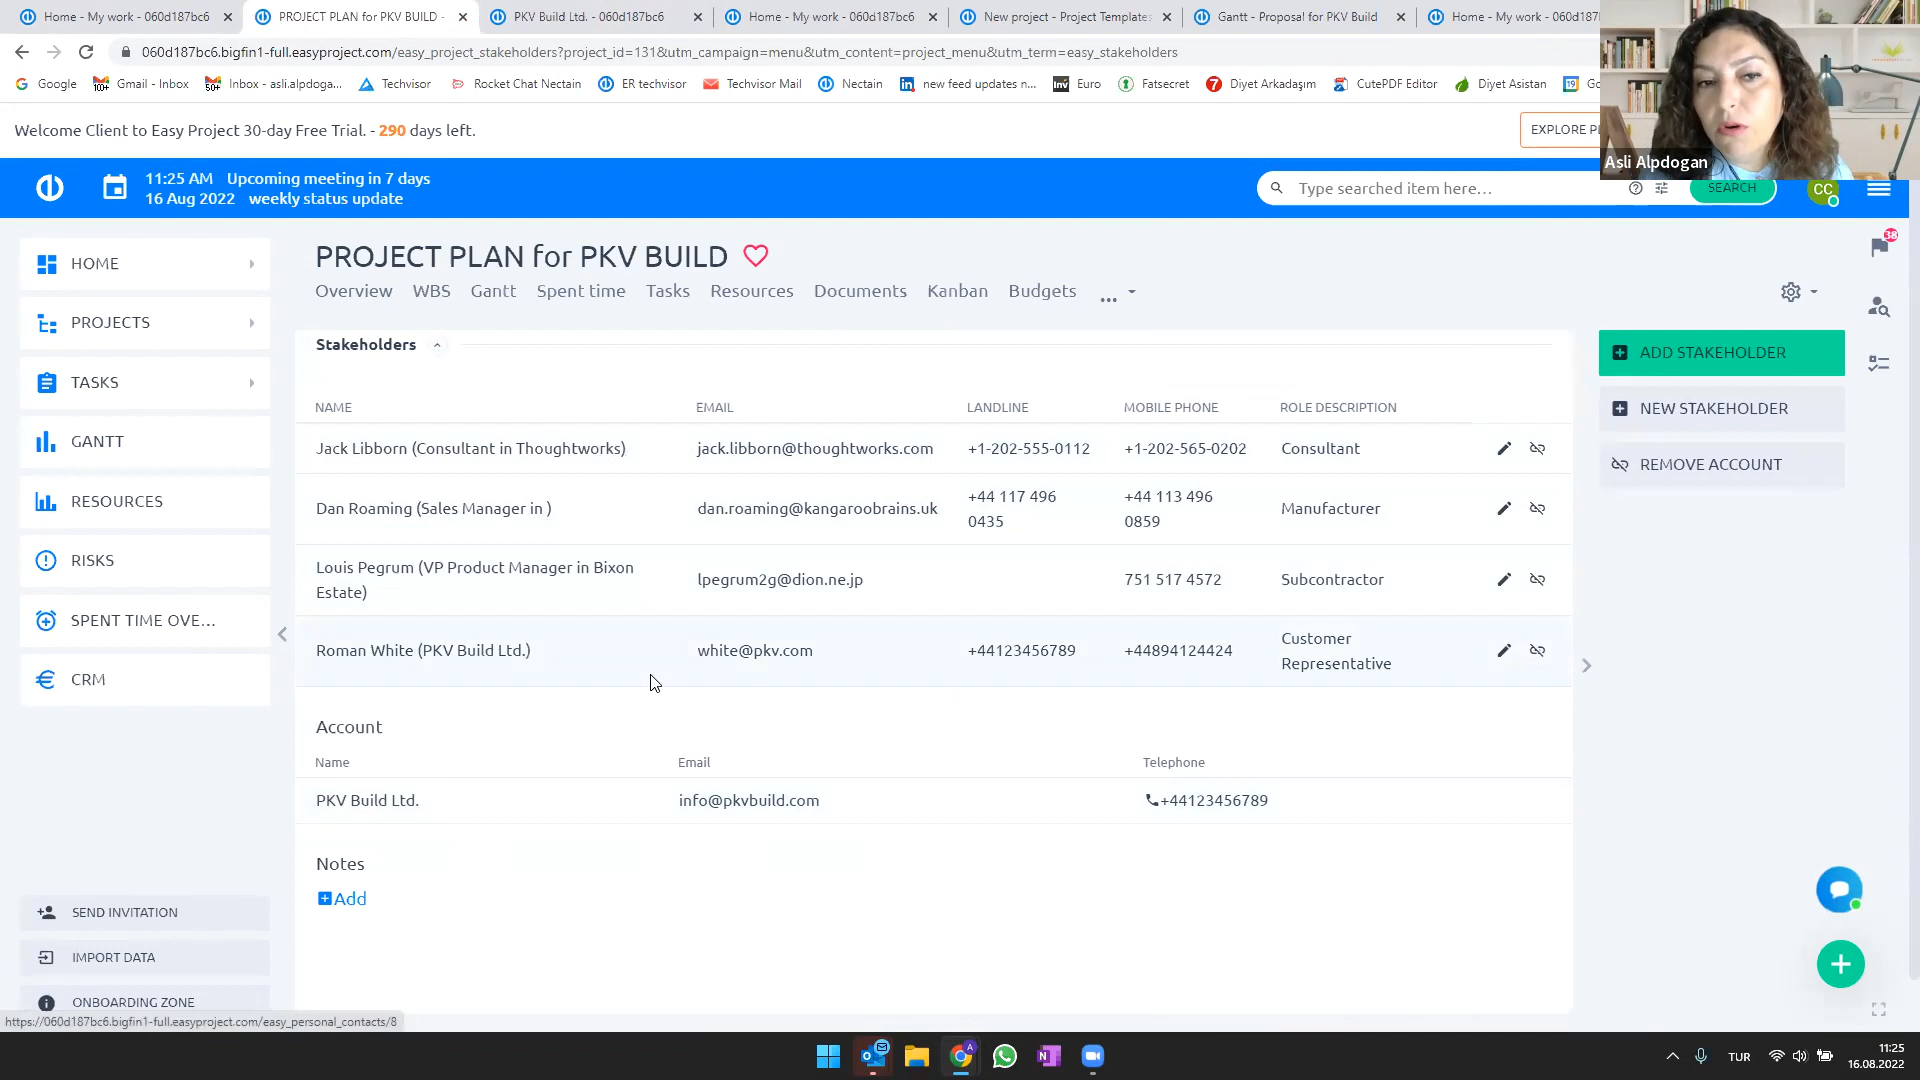 Home - My work - 060d187bc6
PROJECT PLAN for PKV BUILD -
PKV Build Ltd. - 060d187bc6
Home - My work - 060d187bc6
New project - Project Templates
Gantt - Proposal for PKV Build
Home - My work - 060d187
060d187bc6.bigfin1-full.easyproject.com/easy_project_stakeholders?project_id=131&utm_campaign=menu&utm_content=project_menu&utm_term=easy_stakeholders
Google
Gmail - Inbox
Inbox - asli.alpdoga...
Techvisor
Rocket Chat Nectain
ER techvisor
Techvisor Mail
Nectain
new feed updates n...
Euro
Fatsecret
Diyet Arkadaşım
CutePDF Editor
Diyet Asistan
Welcome Client to Easy Project 30-day Free Trial. - 290 days left.
EXPLORE
Asli Alpdogan
11:25 AM Upcoming meeting in 7 days
16 Aug 2022 weekly status update
Type searched item here...
SEARCH
CC
38
HOME
PROJECTS
TASKS
GANTT
RESOURCES
RISKS
SPENT TIME OVE...
CRM
SEND INVITATION
IMPORT DATA
ONBOARDING ZONE
PROJECT PLAN for PKV BUILD
Overview WBS Gantt Spent time Tasks Resources Documents Kanban Budgets ...
Stakeholders
NAME EMAIL LANDLINE MOBILE PHONE ROLE DESCRIPTION
Jack Libborn (Consultant in Thoughtworks) jack.libborn@thoughtworks.com +1-202-555-0112 +1-202-565-0202 Consultant
Dan Roaming (Sales Manager in ) dan.roaming@kangaroobrains.uk +44 117 496 0435 +44 113 496 0859 Manufacturer
Louis Pegrum (VP Product Manager in Bixon Estate) lpegrum2g@dion.ne.jp 751 517 4572 Subcontractor
Roman White (PKV Build Ltd.) white@pkv.com +44123456789 +44894124424 Customer Representative
Account
Name Email Telephone
PKV Build Ltd. info@pkvbuild.com +44123456789
Notes
Add
ADD STAKEHOLDER
NEW STAKEHOLDER
REMOVE ACCOUNT
https://060d187bc6.bigfin1-full.easyproject.com/easy_personal_contacts/8
TUR
11:25
16.08.2022